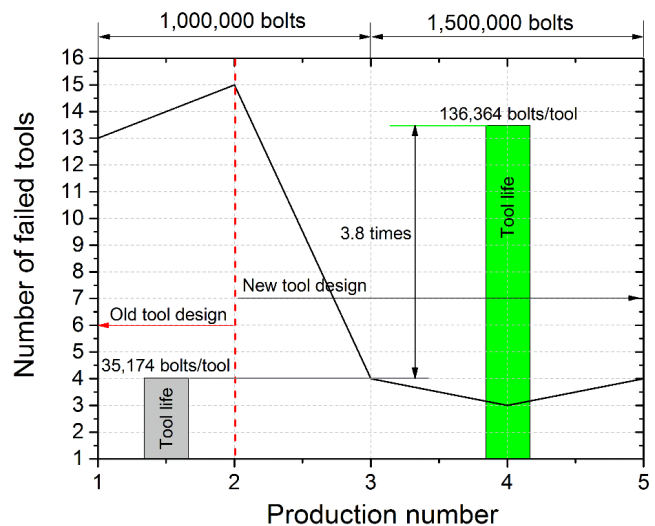 1,000,000 bolts
1,500,000 bolts
Number of failed tools
16
15
14
13
12
11
10
9
8
7
6
5
4
3
2
1
136,364 bolts/tool
Tool life
3.8 times
New tool design
Old tool design
35,174 bolts/tool
Tool life
1
2
3
4
5
Production number